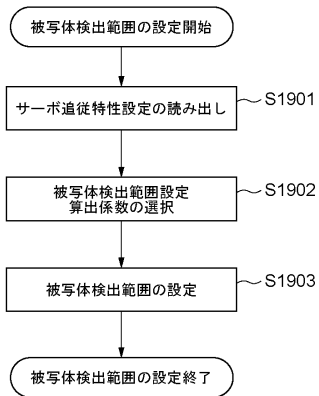 被写体検出範囲の設定開始
サーボ追従特性設定の読み出し
S1901
被写体検出範囲設定
算出係数の選択
S1902
被写体検出範囲の設定
S1903
被写体検出範囲の設定終了